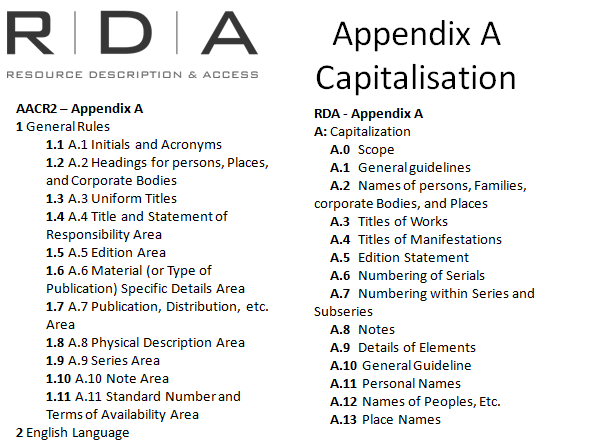 R | D | A
RESOURCE DESCRIPTION & ACCESS
Appendix A
Capitalisation
AACR2 – Appendix A
1 General Rules
1.1 A.1 Initials and Acronyms
1.2 A.2 Headings for persons, Places,
and Corporate Bodies
1.3 A.3 Uniform Titles
1.4 A.4 Title and Statement of
Responsibility Area
1.5 A.5 Edition Area
1.6 A.6 Material (or Type of
Publication) Specific Details Area
1.7 A.7 Publication, Distribution, etc.
Area
1.8 A.8 Physical Description Area
1.9 A.9 Series Area
1.10 A.10 Note Area
1.11 A.11 Standard Number and
Terms of Availability Area
2 English Language
RDA - Appendix A
A: Capitalization
A.0 Scope
A.1 General guidelines
A.2 Names of persons, Families,
corporate Bodies, and Places
A.3 Titles of Works
A.4 Titles of Manifestations
A.5 Edition Statement
A.6 Numbering of Serials
A.7 Numbering within Series and
Subseries
A.8 Notes
A.9 Details of Elements
A.10 General Guideline
A.11 Personal Names
A.12 Names of Peoples, Etc.
A.13 Place Names